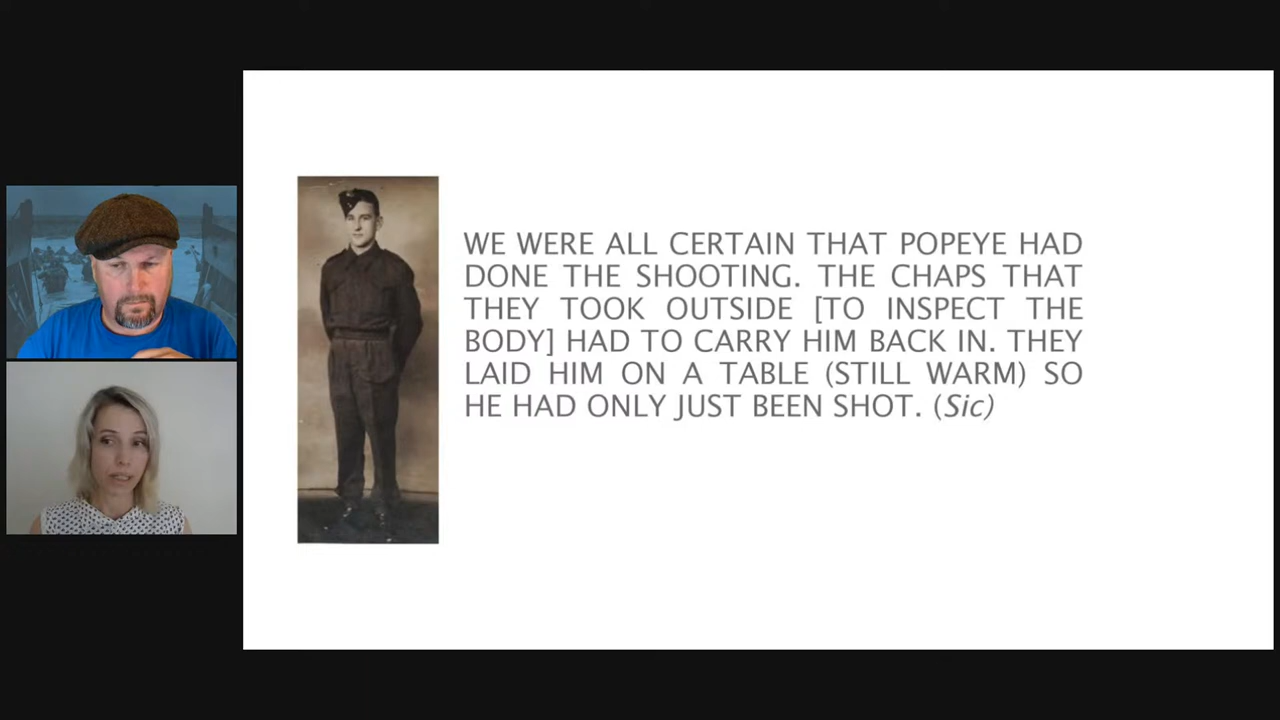 WE WERE ALL CERTAIN THAT POPEYE HAD
DONE THE SHOOTING. THE CHAPS THAT
THEY TOOK OUTSIDE [TO INSPECT THE
BODY] HAD TO CARRY HIM BACK IN. THEY
LAID HIM ON A TABLE (STILL WARM) SO
HE HAD ONLY JUST BEEN SHOT. (Sic)